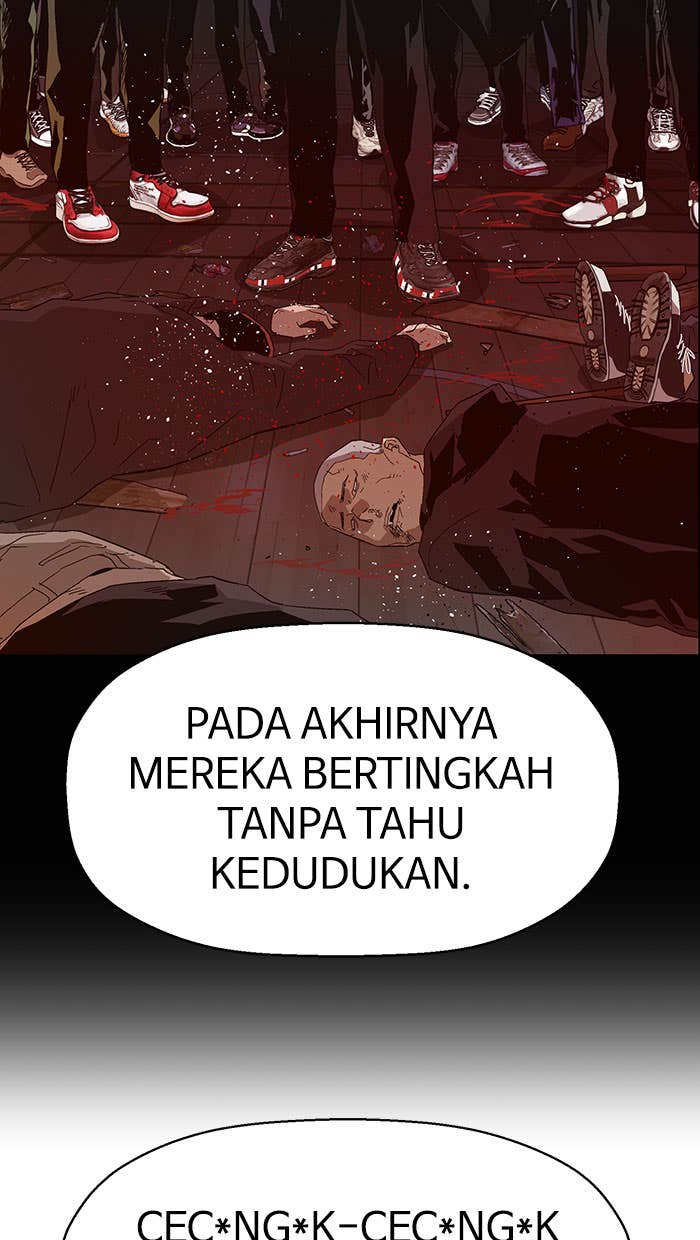 PADA AKHIRNYA
MEREKA BERTINGKAH
TANPA TAHU
KEDUDUKAN.
CEC*NG*K-CEC*NG*K